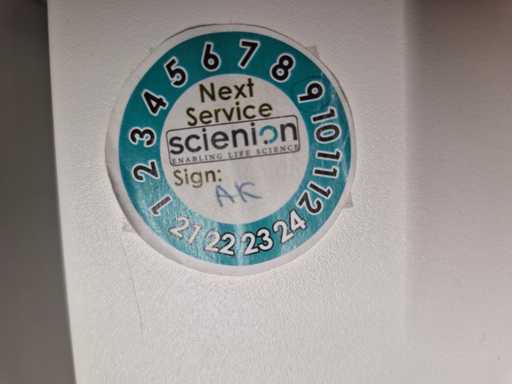 1 2 3 4 5 6 7 8 9 10 11 12
Next
Service
scienion
ENABLING LIFE SCIENCE
Sign:
AK
21 22 23 24